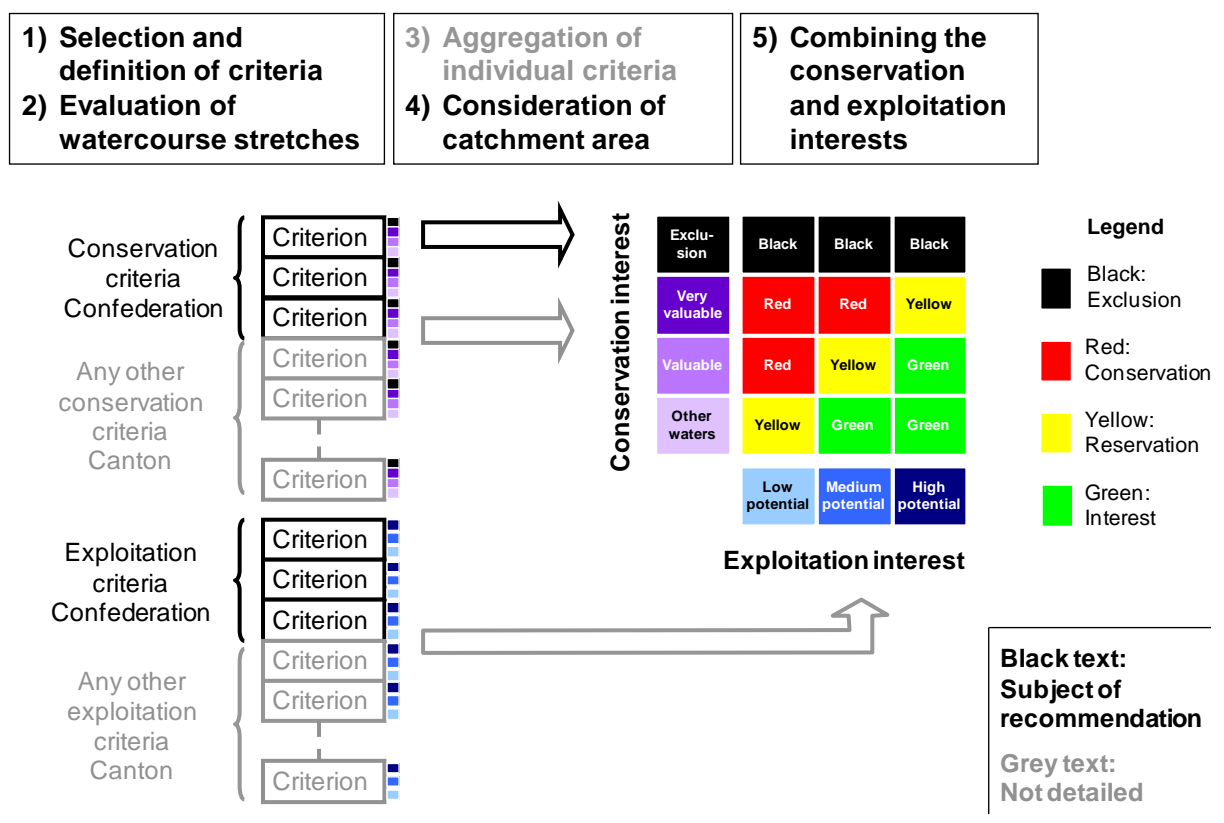 1) Selection and
definition of criteria
2) Evaluation of
watercourse stretches
3) Aggregation of
individual criteria
4) Consideration of
catchment area
5) Combining the
conservation
and exploitation
interests
Conservation
criteria
Confederation
Any other
conservation
criteria
Canton
Exploitation
criteria
Confederation
Any other
exploitation
criteria
Canton
Criterion
Criterion
Criterion
Criterion
Criterion
Criterion
Criterion
Criterion
Criterion
Criterion
Criterion
Criterion
Conservation interest
Exclu-
sion
Black
Black
Black
Very
valuable
Red
Red
Yellow
Valuable
Red
Yellow
Green
Other
waters
Yellow
Green
Green
Low
potential
Medium
potential
High
potential
Exploitation interest
Legend
Black:
Exclusion
Red:
Conservation
Yellow:
Reservation
Green:
Interest
Black text:
Subject of
recommendation
Grey text:
Not detailed